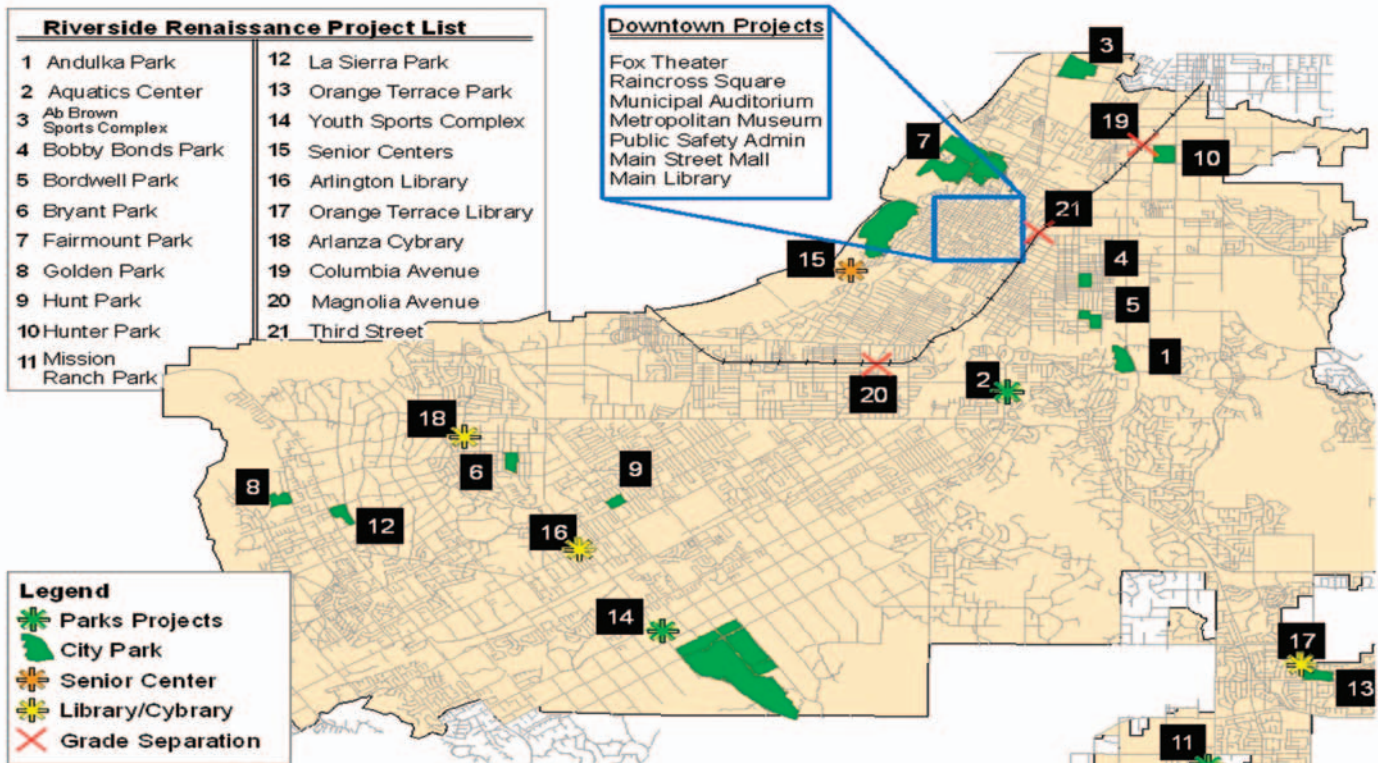 Riverside Renaissance Project List
1 Andulka Park
2 Aquatics Center
3 Ab Brown
Sports Complex
4 Bobby Bonds Park
5 Bordwell Park
6 Bryant Park
7 Fairmount Park
8 Golden Park
9 Hunt Park
10 Hunter Park
11 Mission
Ranch Park
12 La Sierra Park
13 Orange Terrace Park
14 Youth Sports Complex
15 Senior Centers
16 Arlington Library
17 Orange Terrace Library
18 Arlanza Cybrary
19 Columbia Avenue
20 Magnolia Avenue
21 Third Street
Downtown Projects
Fox Theater
Raincross Square
Municipal Auditorium
Metropolitan Museum
Public Safety Admin
Main Street Mall
Main Library
3
19
7
10
21
15
4
5
1
2
20
18
6
9
8
12
16
14
17
13
11
Legend
Parks Projects
City Park
Senior Center
Library/Cybrary
Grade Separation